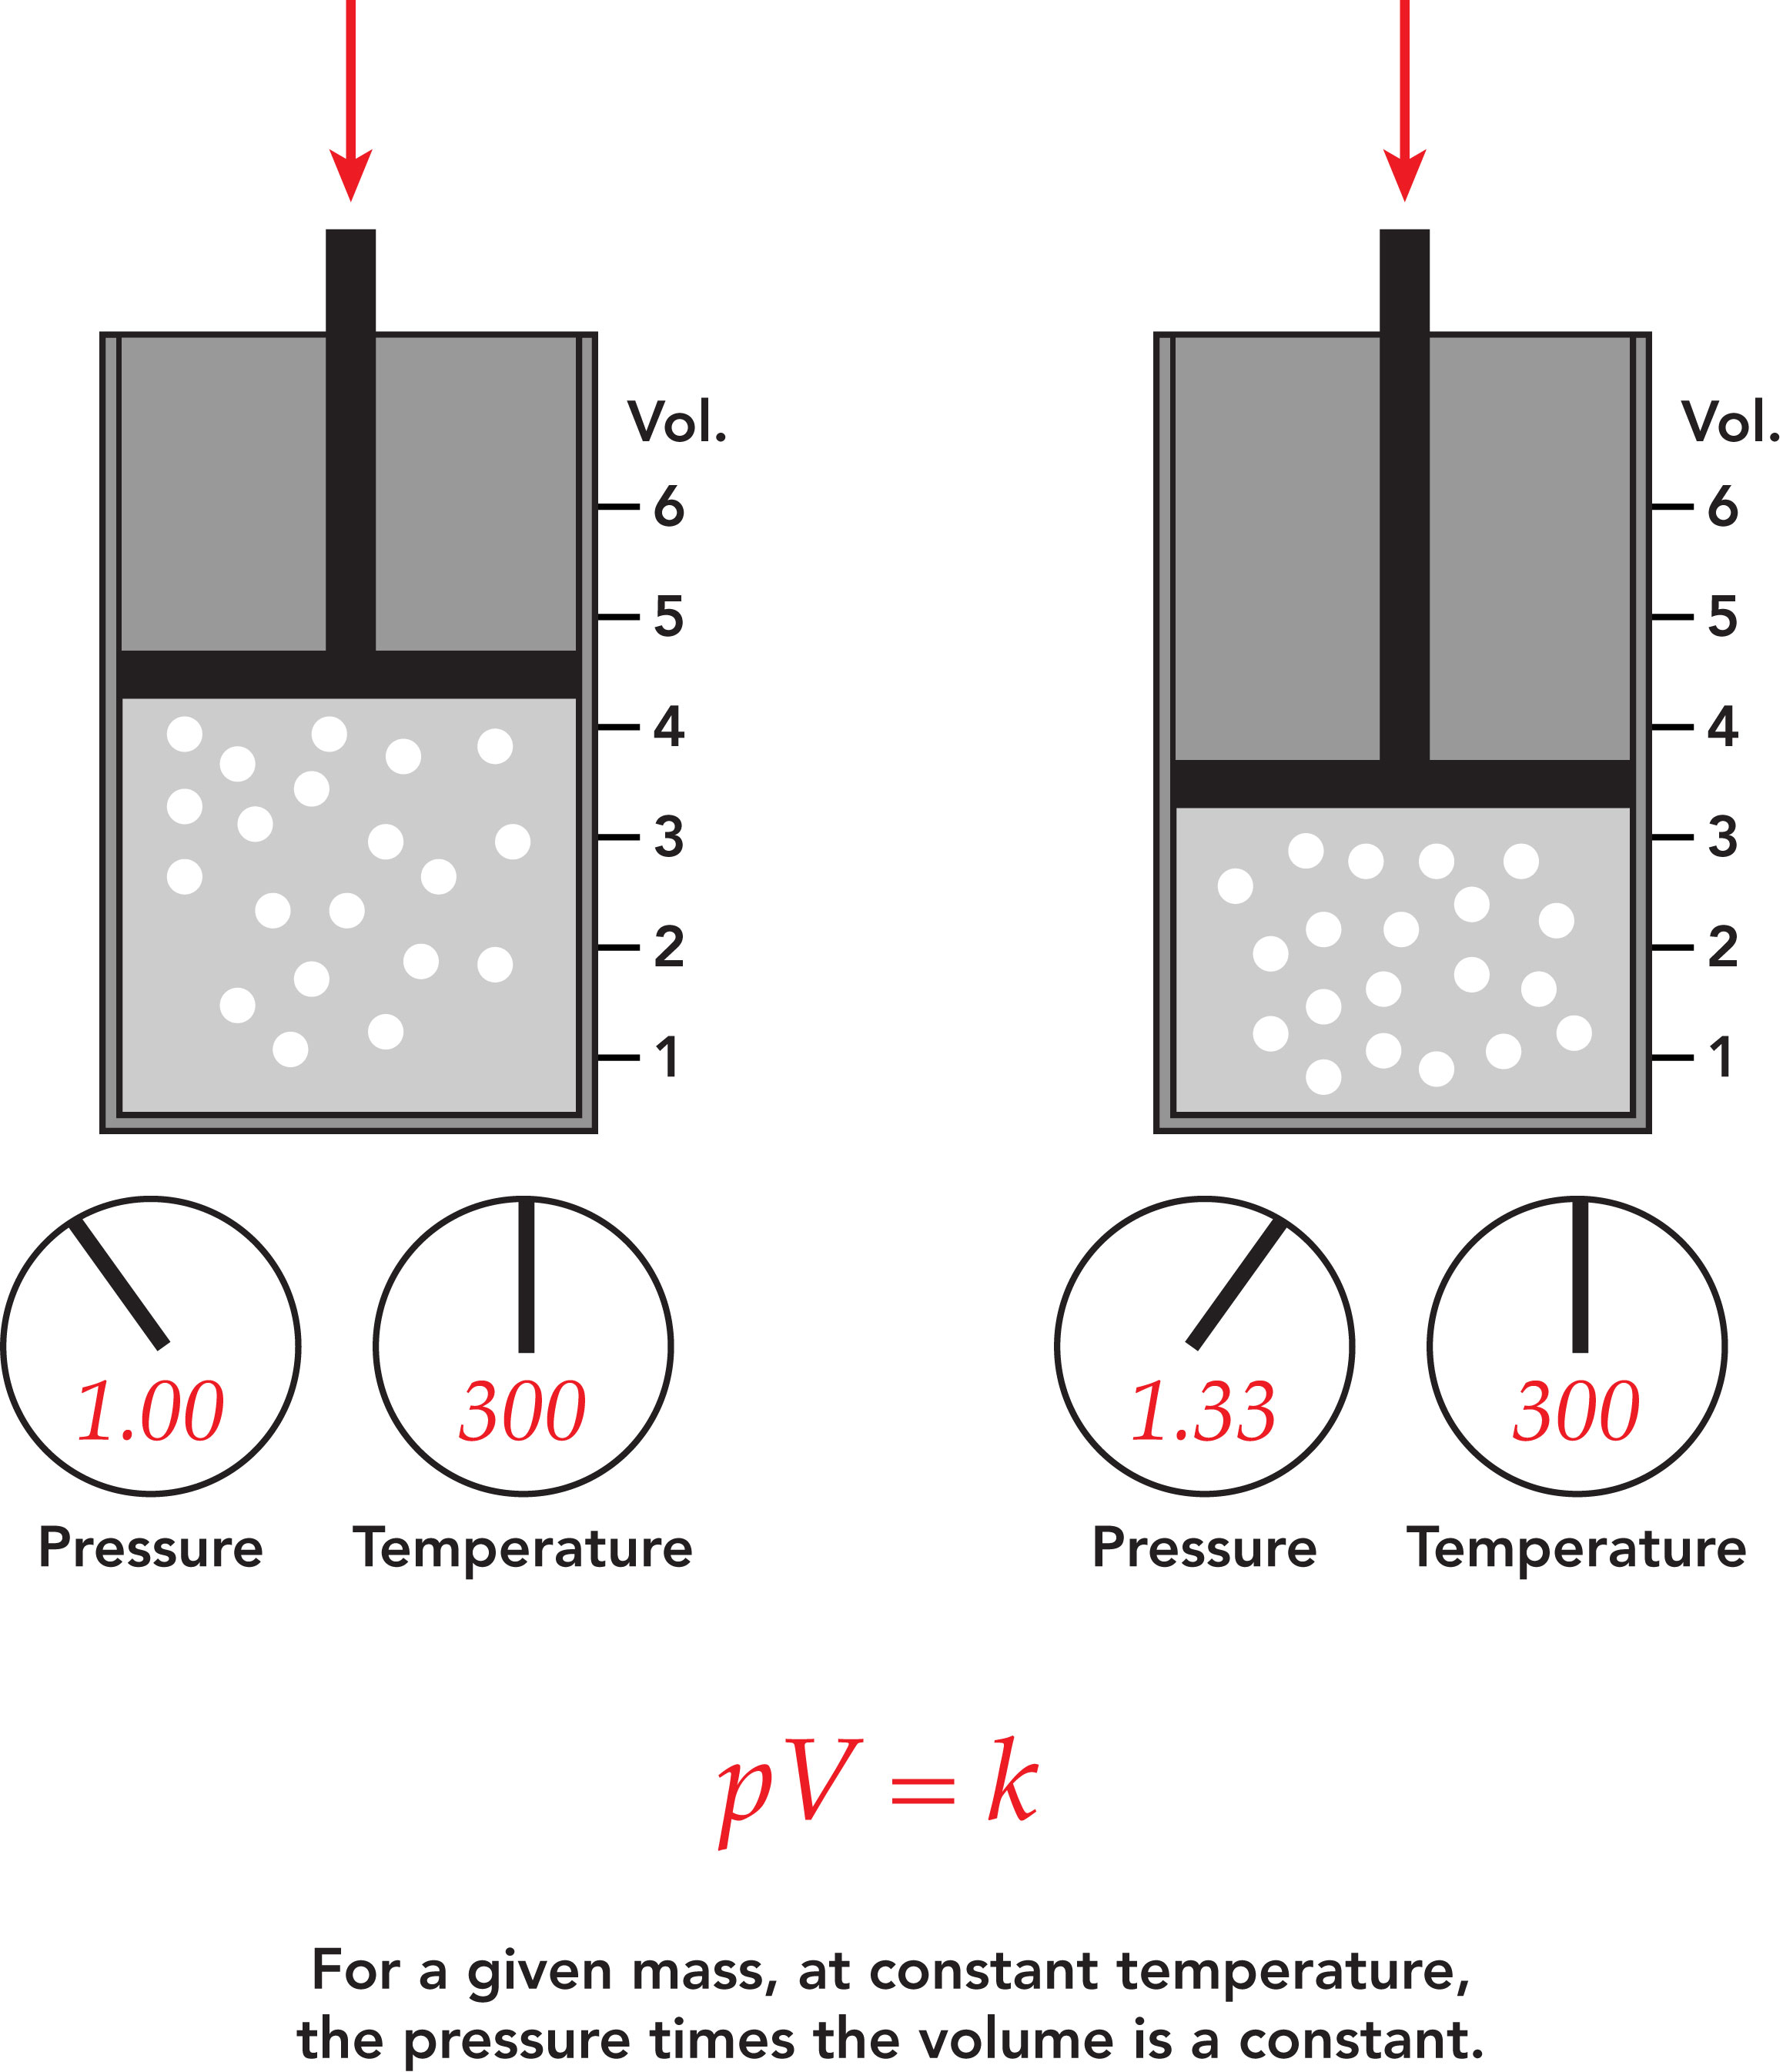 Vol.
6
5
4
3
2
1
1.00
300
Pressure
Temperature
Vol.
6
5
4
3
2
1
1.33
300
Pressure
Temperature
pV = k
For a given mass, at constant temperature,
the pressure times the volume is a constant.